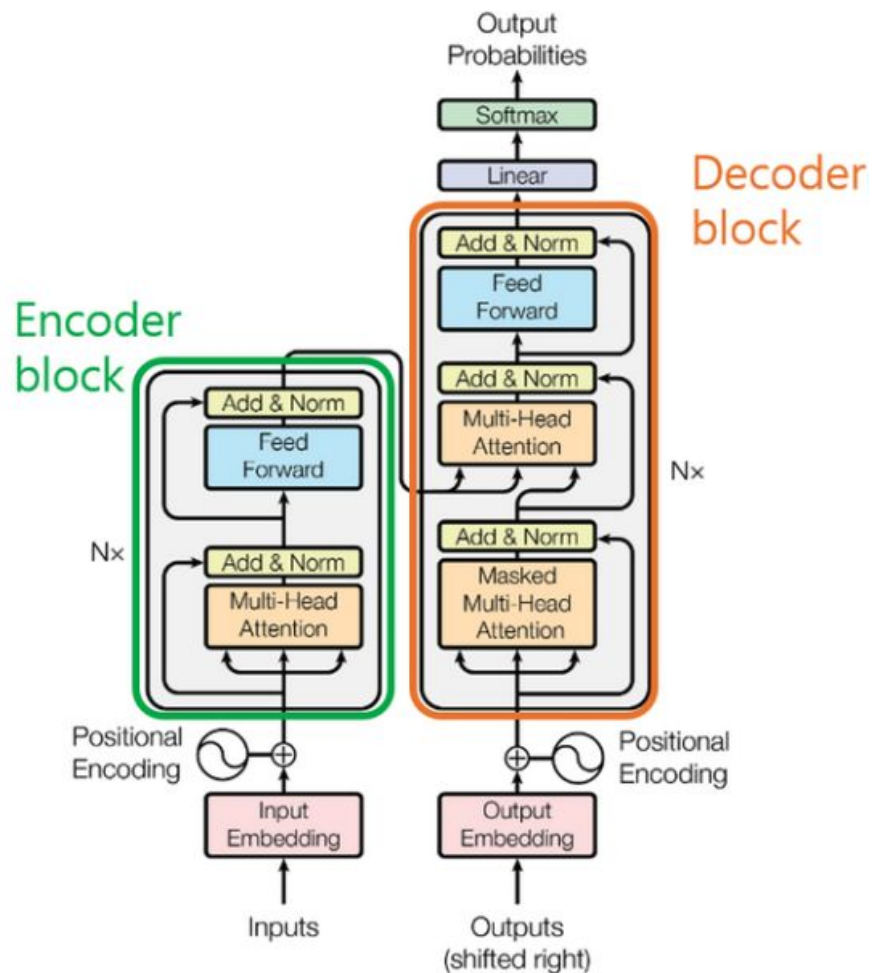 Output
Probabilities
Softmax
Linear
Decoder
block
Add & Norm
Feed
Forward
Add & Norm
Multi-Head
Attention
N×
Add & Norm
Masked
Multi-Head
Attention
Encoder
block
Add & Norm
Feed
Forward
N×
Add & Norm
Multi-Head
Attention
Positional
Encoding
Input
Embedding
Inputs
Positional
Encoding
Output
Embedding
Outputs
(shifted right)